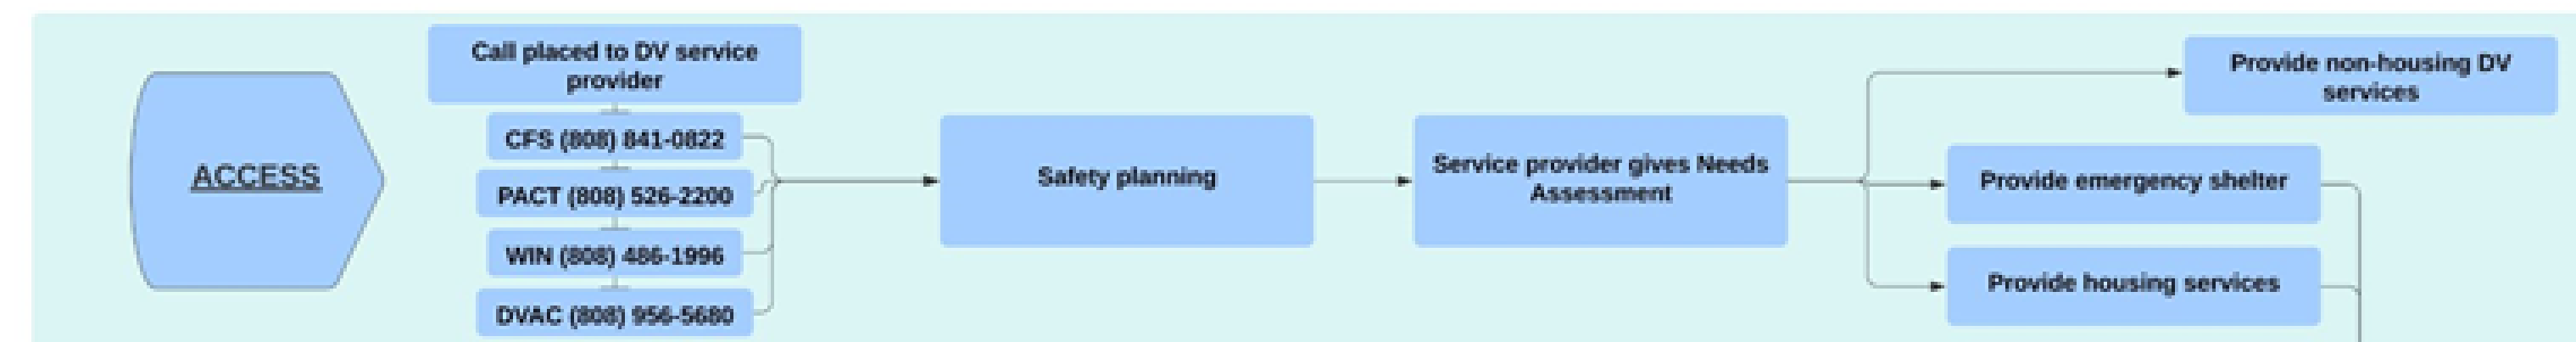 ACCESS
Call placed to DV service
provider
CFS (808) 841-0822
PACT (808) 526-2200
WIN (808) 486-1996
DVAC (808) 956-5680
Safety planning
Service provider gives Needs
Assessment
Provide non-housing DV
services
Provide emergency shelter
Provide housing services